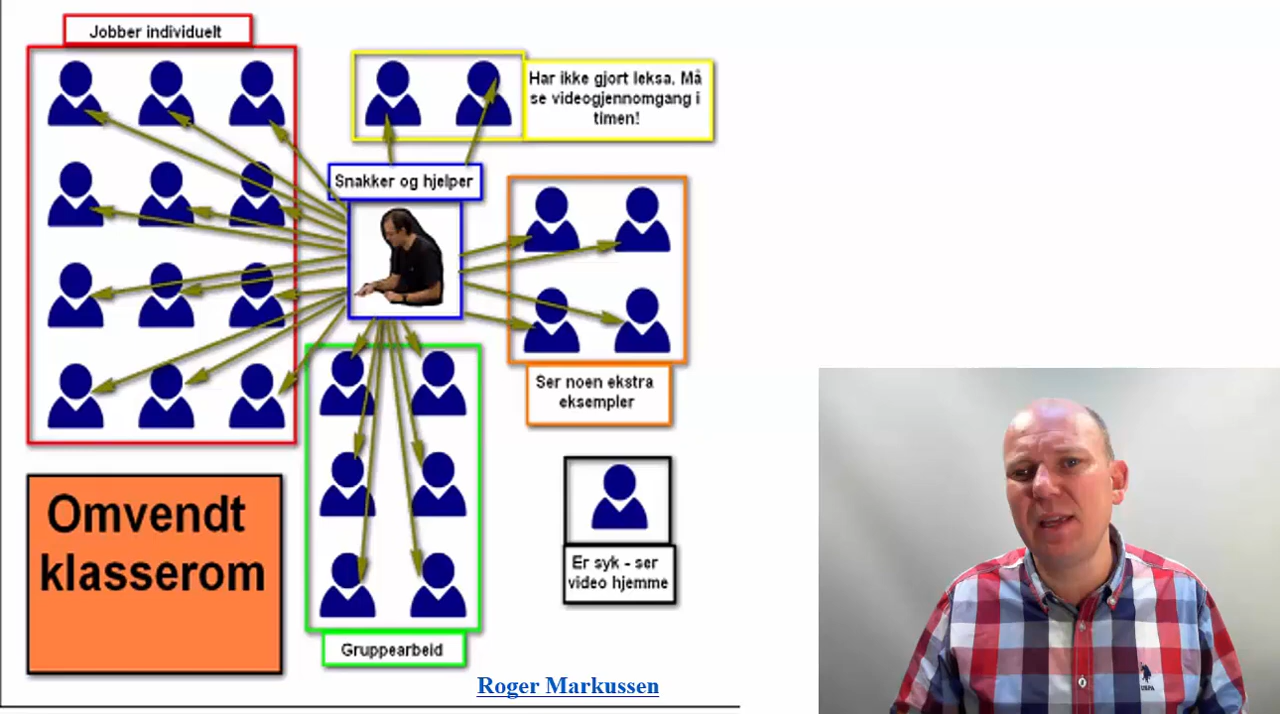 Jobber individuelt
Har ikke gjort leksa. Må
se videogjennomgang i
timen!
Snakker og hjelper
Ser noen ekstra
eksempler
Omvendt
klasserom
Er syk - ser
video hjemme
Gruppearbeid
Roger Markussen
USPA